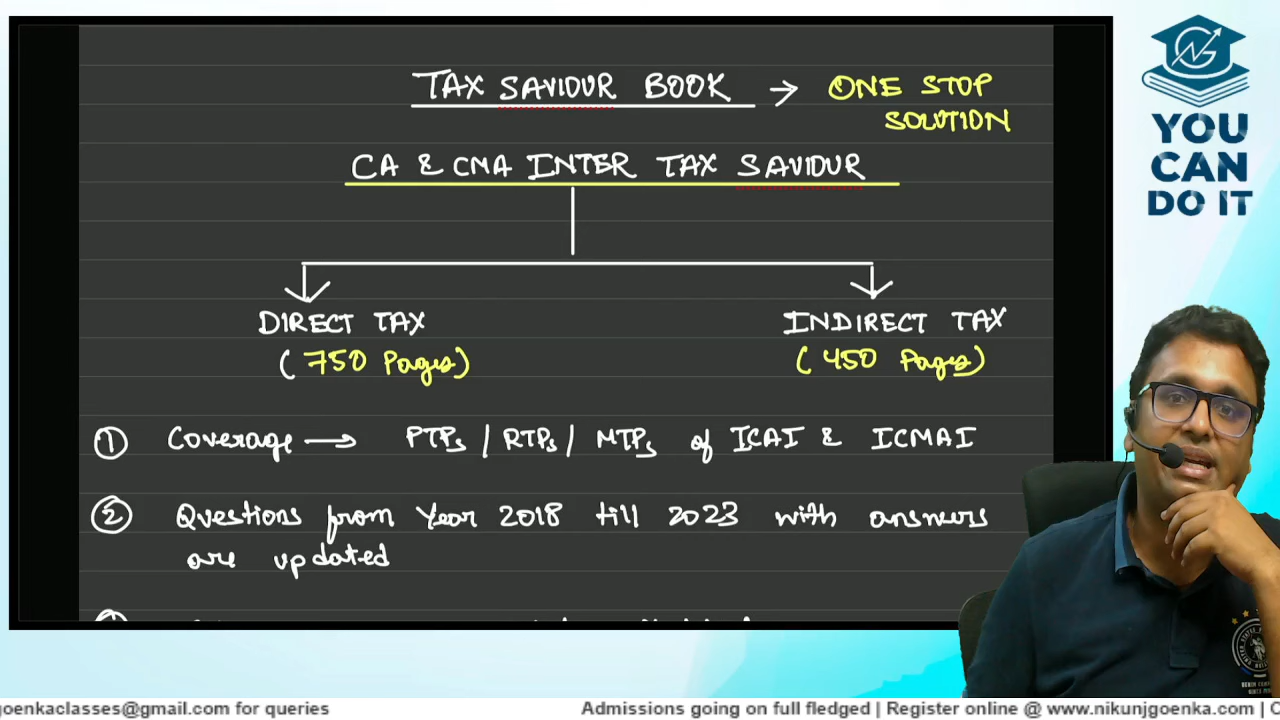 TAX SAVIOUR BOOK → ONE STOP
SOLUTION
CA & CMA INTER TAX SAVIOUR
DIRECT TAX
(750 Pages)
INDIRECT TAX
(450 Pages)
① Coverage → PTPs / RTPs / MTPs of ICAI & ICMAI
② Questions from Year 2018 till 2023 with answers
are updated
NG
YOU
CAN
DO IT
goenkaclasses@gmail.com for queries
Admissions going on full fledged | Register online @ www.nikunjgoenka.com |